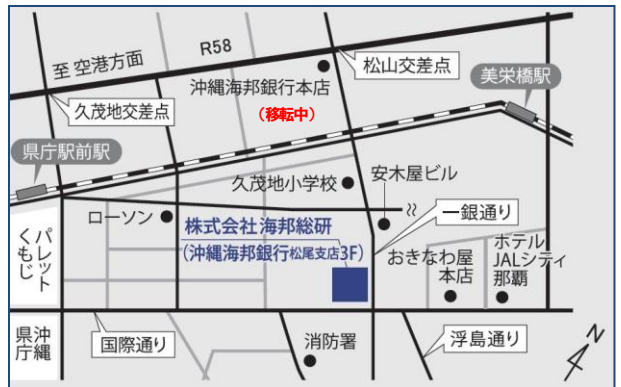 R58
至 空港方面
松山交差点
沖縄海邦銀行本店
（移転中）
美栄橋駅
久茂地交差点
県庁駅前駅
久茂地小学校
安木屋ビル
ローソン
一銀通り
株式会社 海邦総研
（沖縄海邦銀行松尾支店3F）
パレット
くもじ
おきなわ屋
本店
ホテル
JALシティ
那覇
沖縄
県庁
国際通り
消防署
浮島通り
N